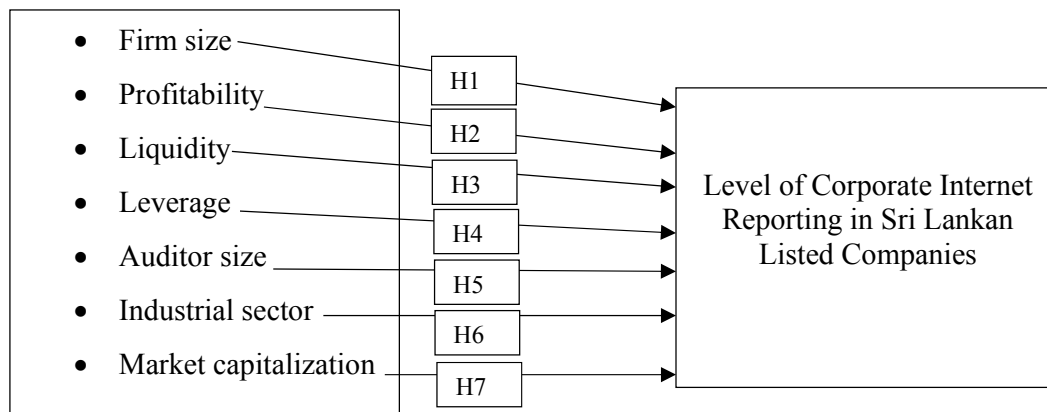 • Firm size
• Profitability
• Liquidity
• Leverage
• Auditor size
• Industrial sector
• Market capitalization
H1
H2
H3
H4
H5
H6
H7
Level of Corporate Internet
Reporting in Sri Lankan
Listed Companies